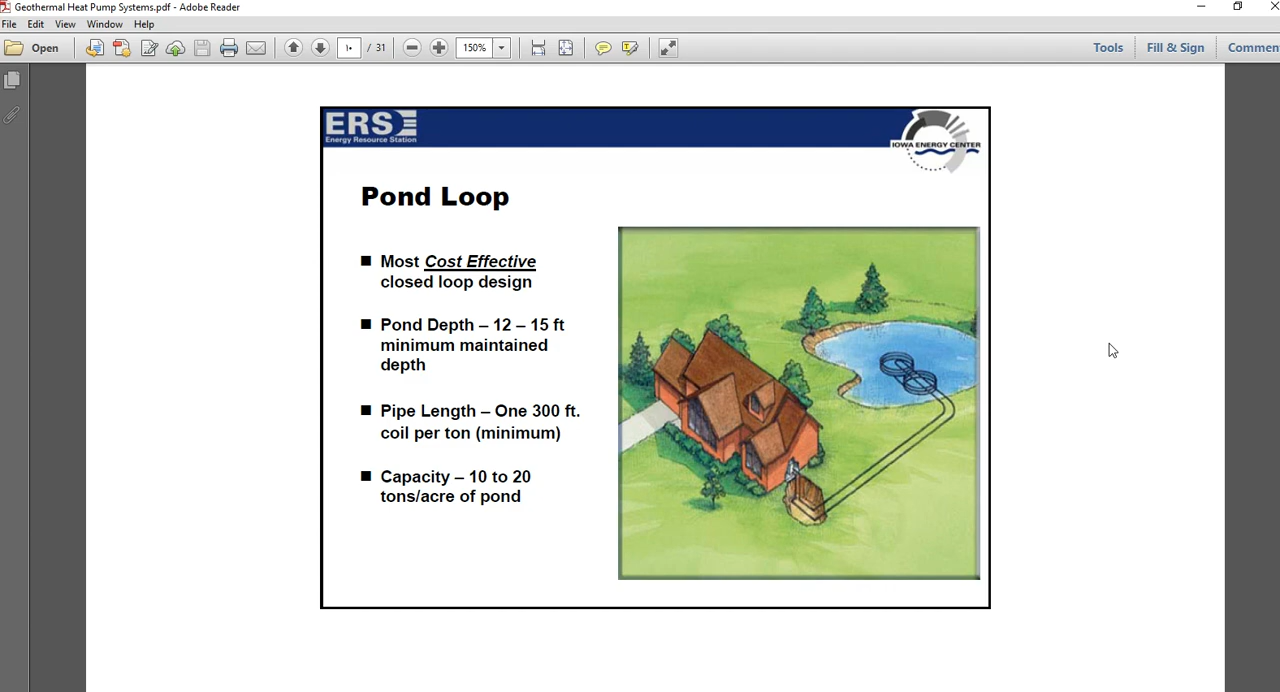 Geothermal Heat Pump Systems.pdf - Adobe Reader
File Edit View Window Help
Open ١٠ / 31 150% Tools Fill & Sign Commen
ERS
Energy Resource Station
IOWA ENERGY CENTER
Pond Loop
■ Most Cost Effective
closed loop design
■ Pond Depth – 12 – 15 ft
minimum maintained
depth
■ Pipe Length – One 300 ft.
coil per ton (minimum)
■ Capacity – 10 to 20
tons/acre of pond